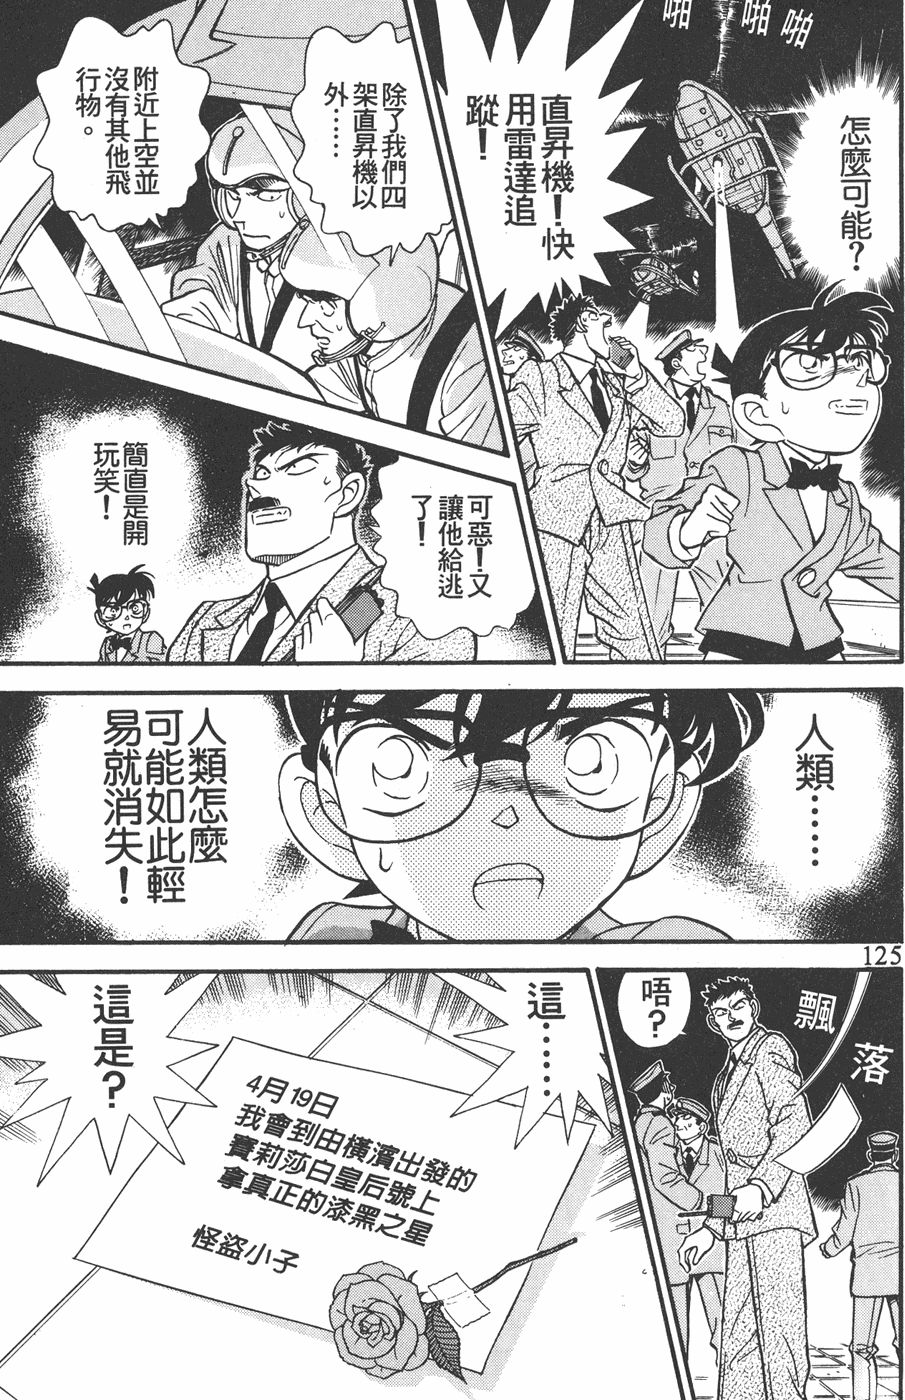 啪
啪
啪
怎麼可能?
直昇機!快
用雷達追
蹤!
除了我們四
架直昇機以
外……
附近上空並
沒有其他飛
行物。
可惡!又
讓他給逃
了!
簡直是開
玩笑!
人類……
人類怎麼
可能如此輕
易就消失!
125
飄
落
唔?
這……
這是?
4月19日
我會到由橫濱出發的
賽莉莎白皇后號上
拿真正的漆黑之星
怪盜小子